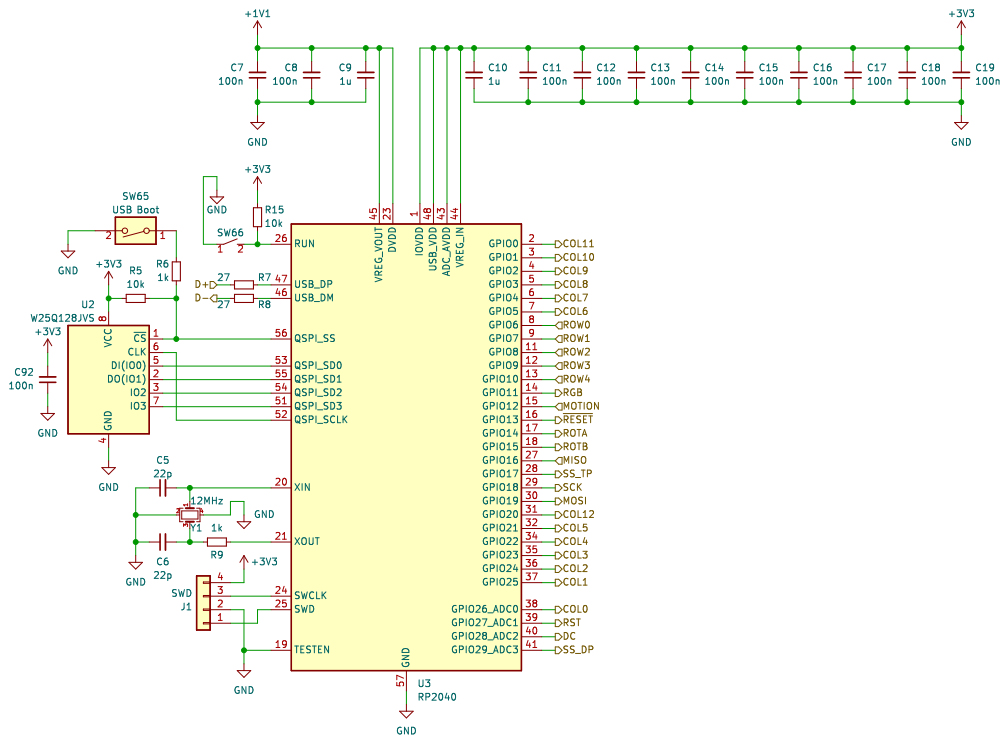 +1V1
+3V3
C7
100n
C8
100n
C9
1u
C10
1u
C11
100n
C12
100n
C13
100n
C14
100n
C15
100n
C16
100n
C17
100n
C18
100n
C19
100n
GND
GND
+3V3
SW65
USB Boot
2
1
GND
GND
R15
10k
SW66
1
2
R6
1k
+3V3
R5
10k
D+
27
R7
D-
27
R8
U2
W25Q128JVS
+3V3
C92
100n
GND
8
VCC
CS
1
CLK
6
DI(IO0)
5
DO(IO1)
2
IO2
3
IO3
7
GND
4
GND
C5
22p
12MHz
1
2
4
3
Y1
GND
1k
R9
C6
22p
GND
+3V3
SWD
J1
4
3
2
1
GND
45
VREG_VOUT
23
DVDD
1
IOVDD
48
USB_VDD
43
ADC_AVDD
44
VREG_IN
26 RUN
47 USB_DP
46 USB_DM
56 QSPI_SS
53 QSPI_SD0
55 QSPI_SD1
54 QSPI_SD2
51 QSPI_SD3
52 QSPI_SCLK
20 XIN
21 XOUT
24 SWCLK
25 SWD
19 TESTEN
GPIO0 2 COL11
GPIO1 3 COL10
GPIO2 4 COL9
GPIO3 5 COL8
GPIO4 6 COL7
GPIO5 7 COL6
GPIO6 8 ROW0
GPIO7 9 ROW1
GPIO8 11 ROW2
GPIO9 12 ROW3
GPIO10 13 ROW4
GPIO11 14 RGB
GPIO12 15 MOTION
GPIO13 16 RESET
GPIO14 17 ROTA
GPIO15 18 ROTB
GPIO16 27 MISO
GPIO17 28 SS_TP
GPIO18 29 SCK
GPIO19 30 MOSI
GPIO20 31 COL12
GPIO21 32 COL5
GPIO22 34 COL4
GPIO23 35 COL3
GPIO24 36 COL2
GPIO25 37 COL1
GPIO26_ADC0 38 COL0
GPIO27_ADC1 39 RST
GPIO28_ADC2 40 DC
GPIO29_ADC3 41 SS_DP
GND
57
U3
RP2040
GND